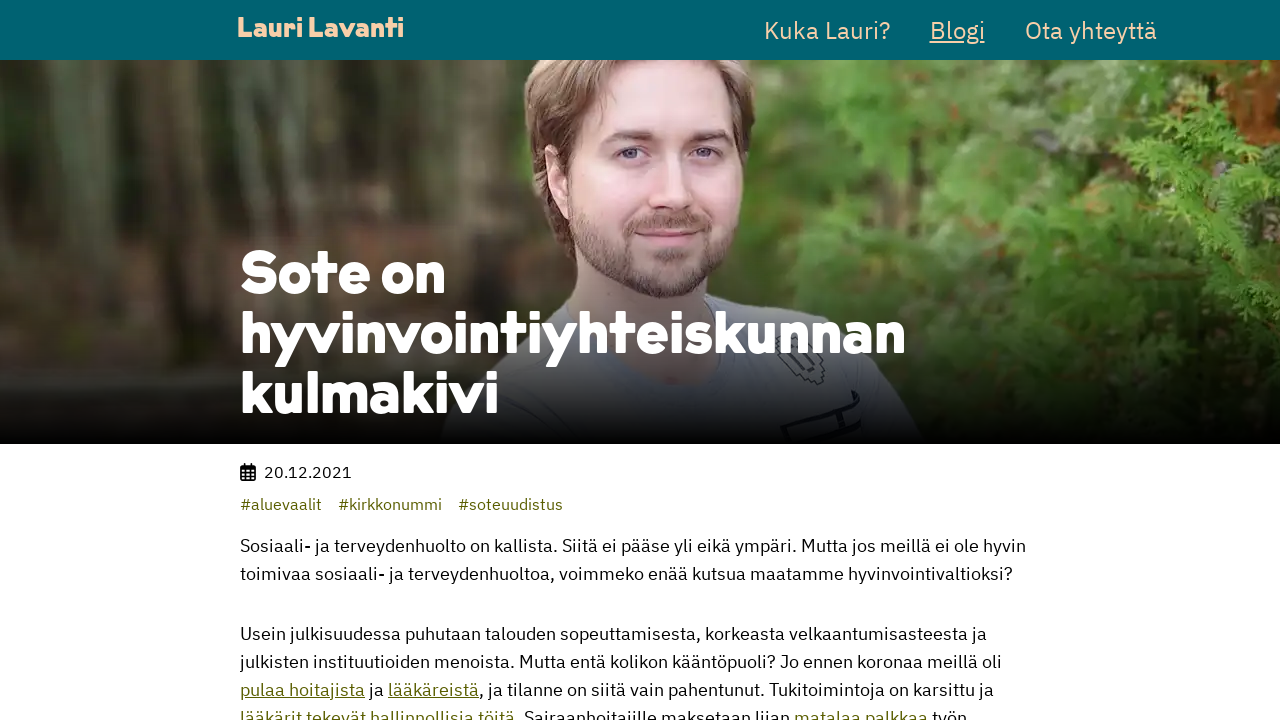 Lauri Lavanti
Kuka Lauri?
Blogi
Ota yhteyttä
Sote on
hyvinvointiyhteiskunnan
kulmakivi
20.12.2021
#aluevaalit #kirkkonummi #soteuudistus
Sosiaali- ja terveydenhuolto on kallista. Siitä ei pääse yli eikä ympäri. Mutta jos meillä ei ole hyvin
toimivaa sosiaali- ja terveydenhuoltoa, voimmeko enää kutsua maatamme hyvinvointivaltioksi?
Usein julkisuudessa puhutaan talouden sopeuttamisesta, korkeasta velkaantumisasteesta ja
julkisten instituutioiden menoista. Mutta entä kolikon kääntöpuoli? Jo ennen koronaa meillä oli
pulaa hoitajista ja lääkäreistä, ja tilanne on siitä vain pahentunut. Tukitoimintoja on karsittu ja
lääkärit tekevät hallinnollisia töitä. Sairaanhoitajille maksetaan liian matalaa palkkaa työn